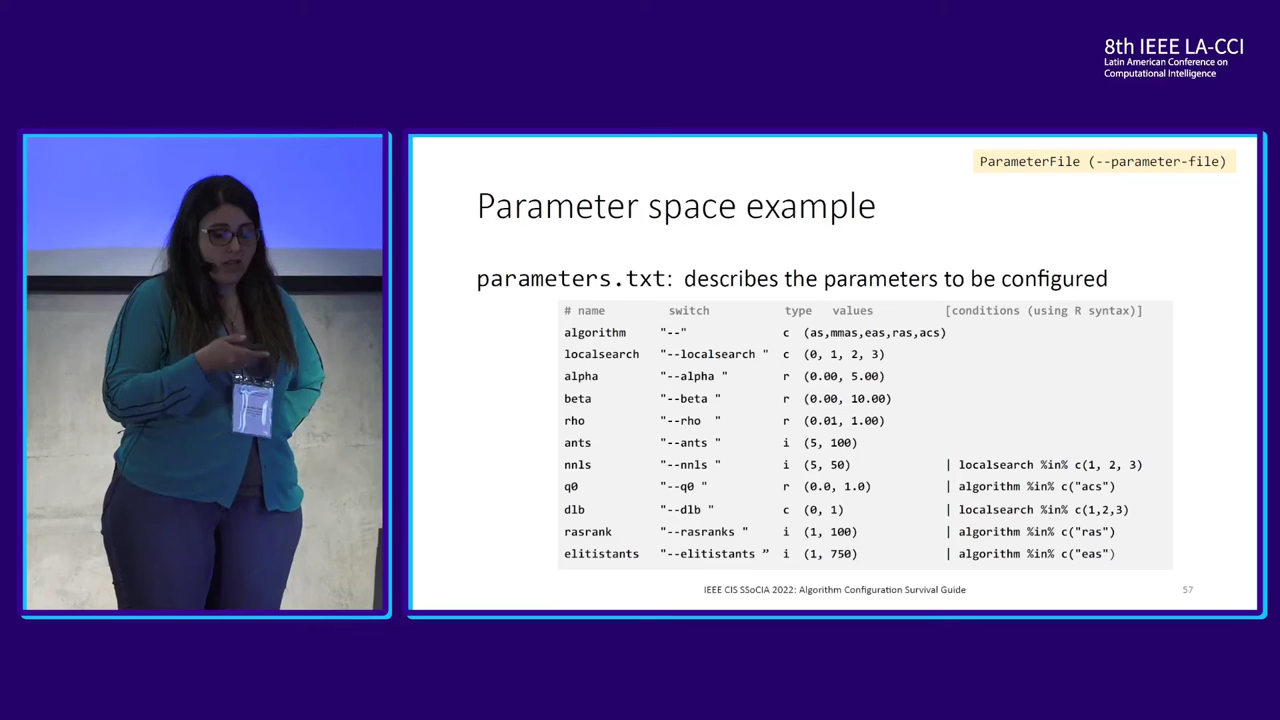 8th IEEE LA-CCI
Latin American Conference on
Computational Intelligence
ParameterFile (--parameter-file)
Parameter space example
parameters.txt: describes the parameters to be configured
# name switch type values [conditions (using R syntax)]
algorithm "--" c (as,mmas,eas,ras,acs)
localsearch "--localsearch " c (0, 1, 2, 3)
alpha "--alpha " r (0.00, 5.00)
beta "--beta " r (0.00, 10.00)
rho "--rho " r (0.01, 1.00)
ants "--ants " i (5, 100)
nnls "--nnls " i (5, 50) | localsearch %in% c(1, 2, 3)
q0 "--q0 " r (0.0, 1.0) | algorithm %in% c("acs")
dlb "--dlb " c (0, 1) | localsearch %in% c(1,2,3)
rasrank "--rasranks " i (1, 100) | algorithm %in% c("ras")
elitistants "--elitistants ” i (1, 750) | algorithm %in% c("eas")
IEEE CIS SSoCIA 2022: Algorithm Configuration Survival Guide 57